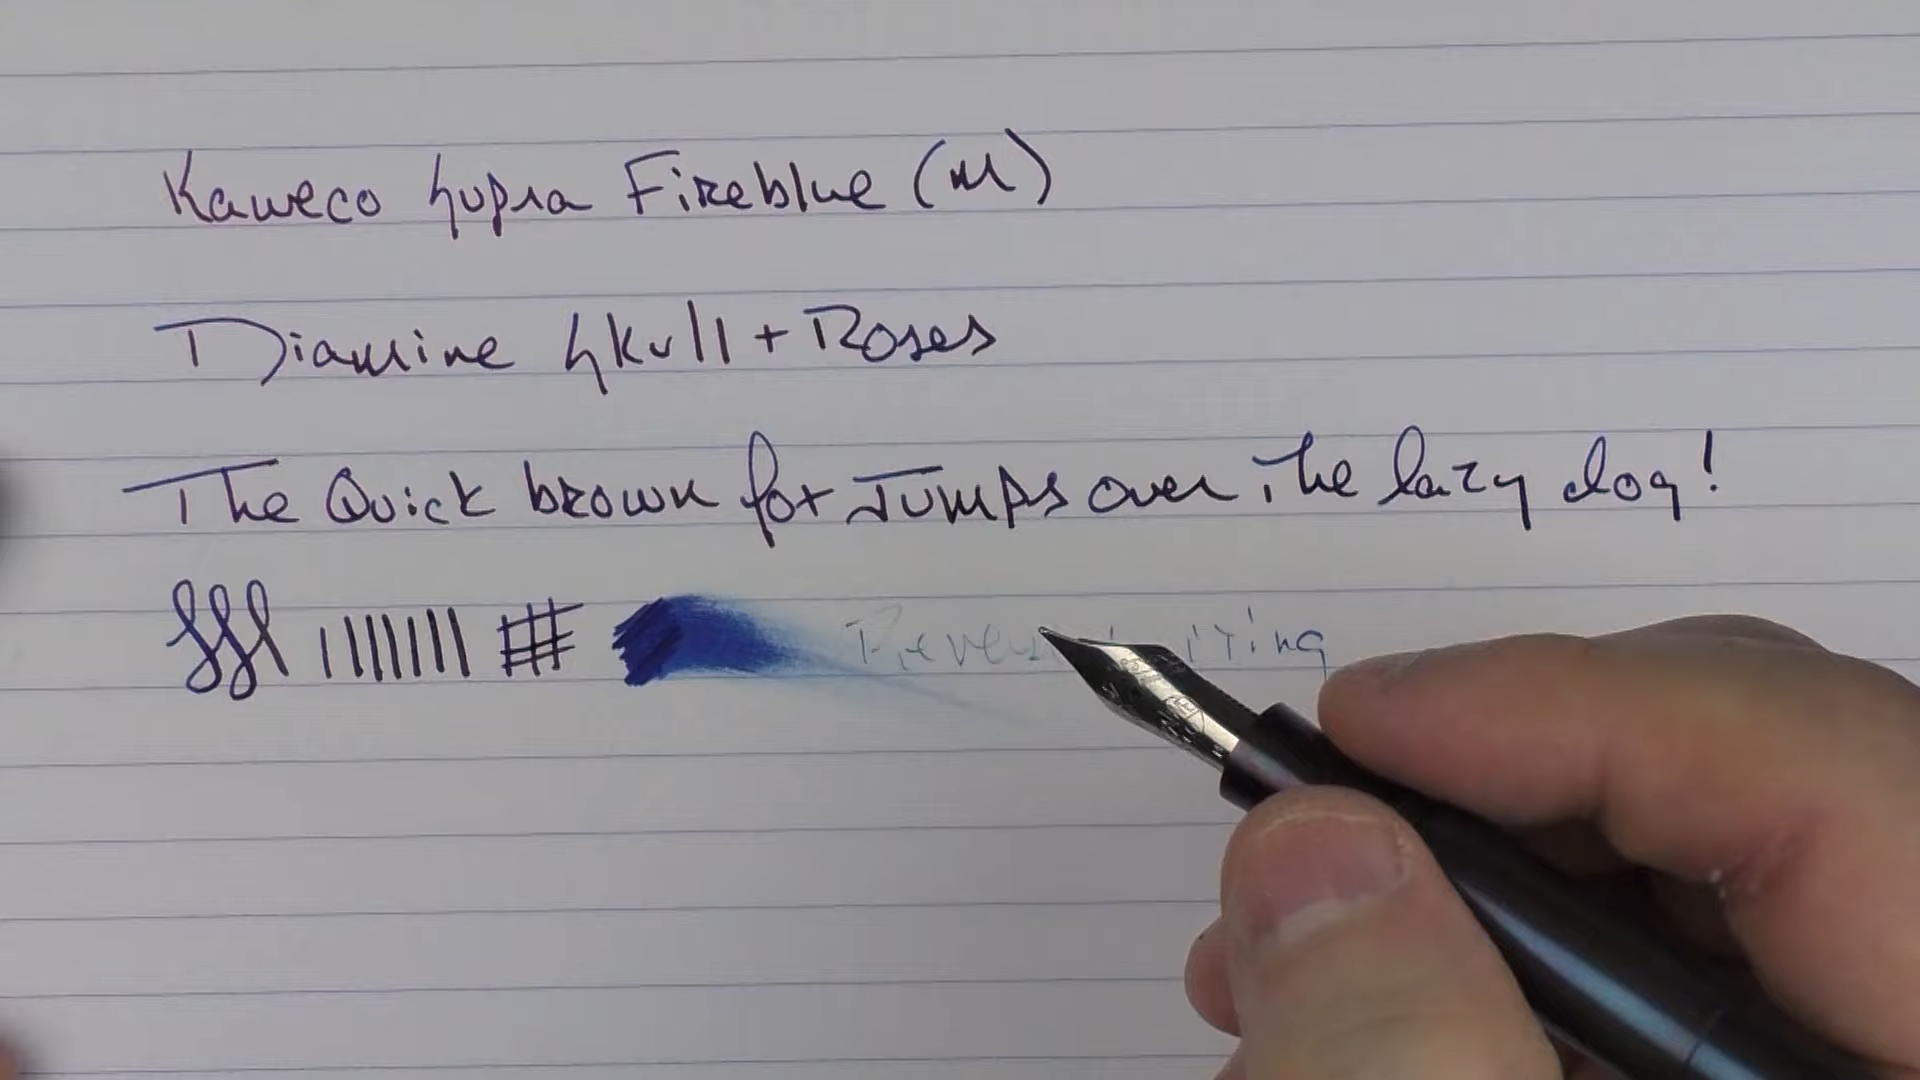 Kaweco Supra Fireblue (M)
Diamine Skull + Roses
The Quick brown fox Jumps over The lazy dog!